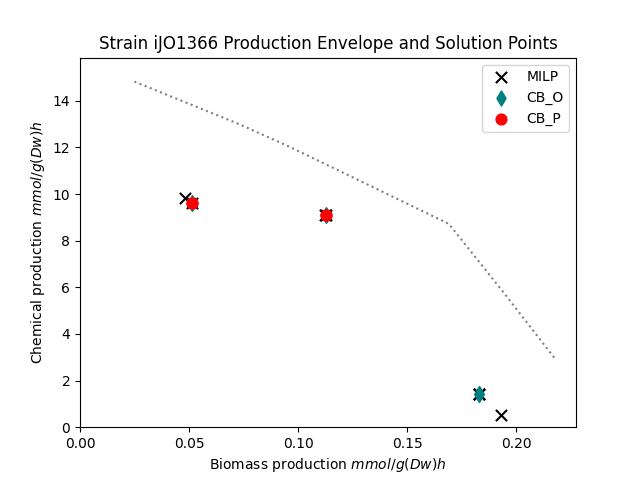 Strain iJO1366 Production Envelope and Solution Points
MILP
CB_O
CB_P
Chemical production mmol/g(Dw)h
14
12
10
8
6
4
2
0
0.00 0.05 0.10 0.15 0.20
Biomass production mmol/g(Dw)h